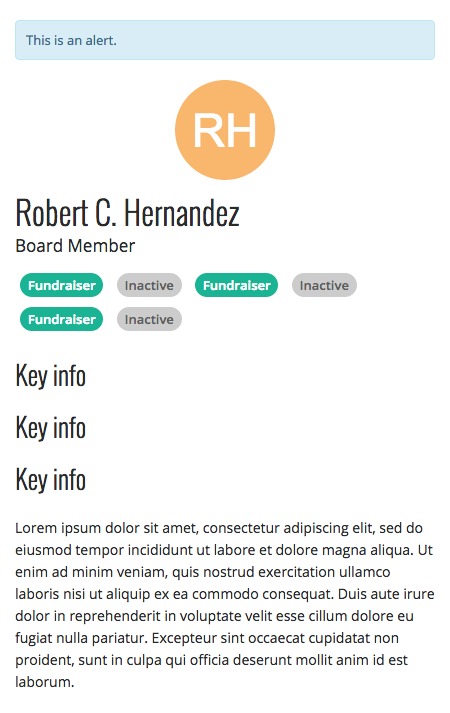 This is an alert.
RH
Robert C. Hernandez
Board Member
Fundraiser Inactive Fundraiser Inactive
Fundraiser Inactive
Key info
Key info
Key info
Lorem ipsum dolor sit amet, consectetur adipiscing elit, sed do
eiusmod tempor incididunt ut labore et dolore magna aliqua. Ut
enim ad minim veniam, quis nostrud exercitation ullamco
laboris nisi ut aliquip ex ea commodo consequat. Duis aute irure
dolor in reprehenderit in voluptate velit esse cillum dolore eu
fugiat nulla pariatur. Excepteur sint occaecat cupidatat non
proident, sunt in culpa qui officia deserunt mollit anim id est
laborum.